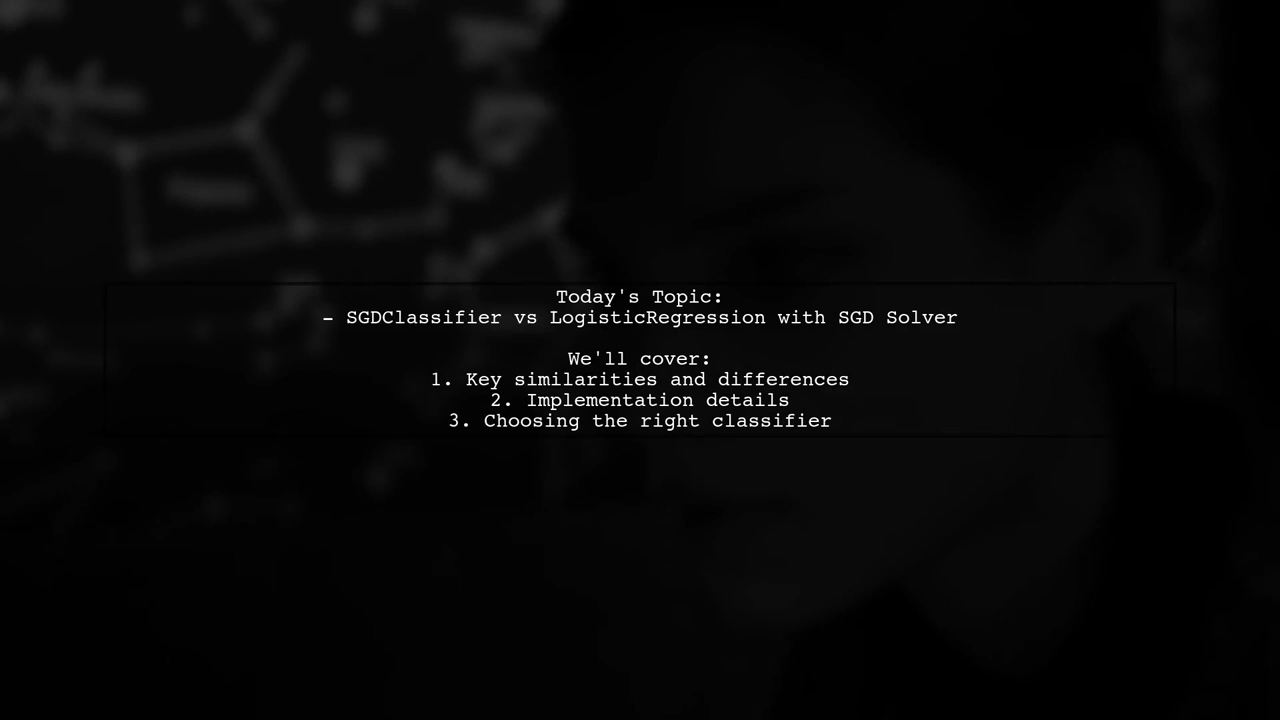 Today's Topic:
- SGDClassifier vs LogisticRegression with SGD Solver
We'll cover:
1. Key similarities and differences
2. Implementation details
3. Choosing the right classifier